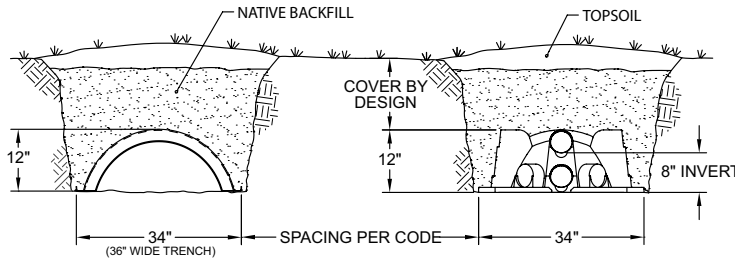 NATIVE BACKFILL
TOPSOIL
COVER BY
DESIGN
12"
12"
8" INVERT
34"
(36" WIDE TRENCH)
SPACING PER CODE
34"